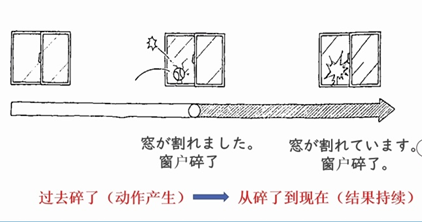 窓が割れました。
窗户碎了
窓が割れています。
窗户碎了。
过去碎了（动作产生）
从碎了到现在（结果持续）